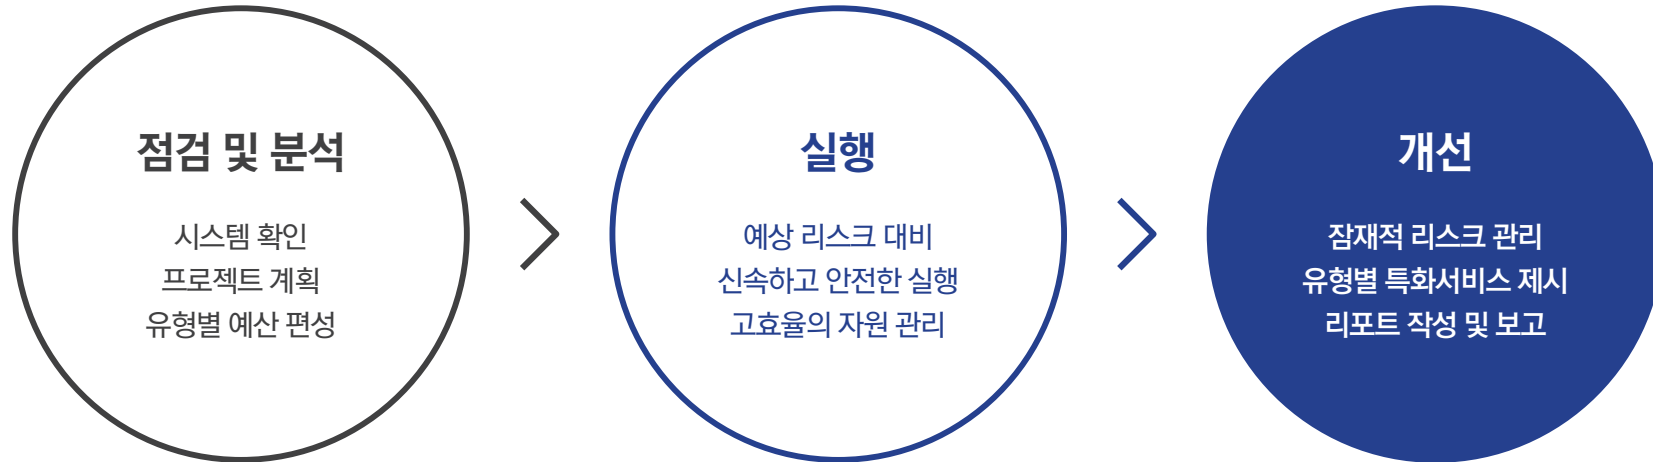 점검 및 분석
시스템 확인
프로젝트 계획
유형별 예산 편성
실행
예상 리스크 대비
신속하고 안전한 실행
고효율의 자원 관리
개선
잠재적 리스크 관리
유형별 특화서비스 제시
리포트 작성 및 보고